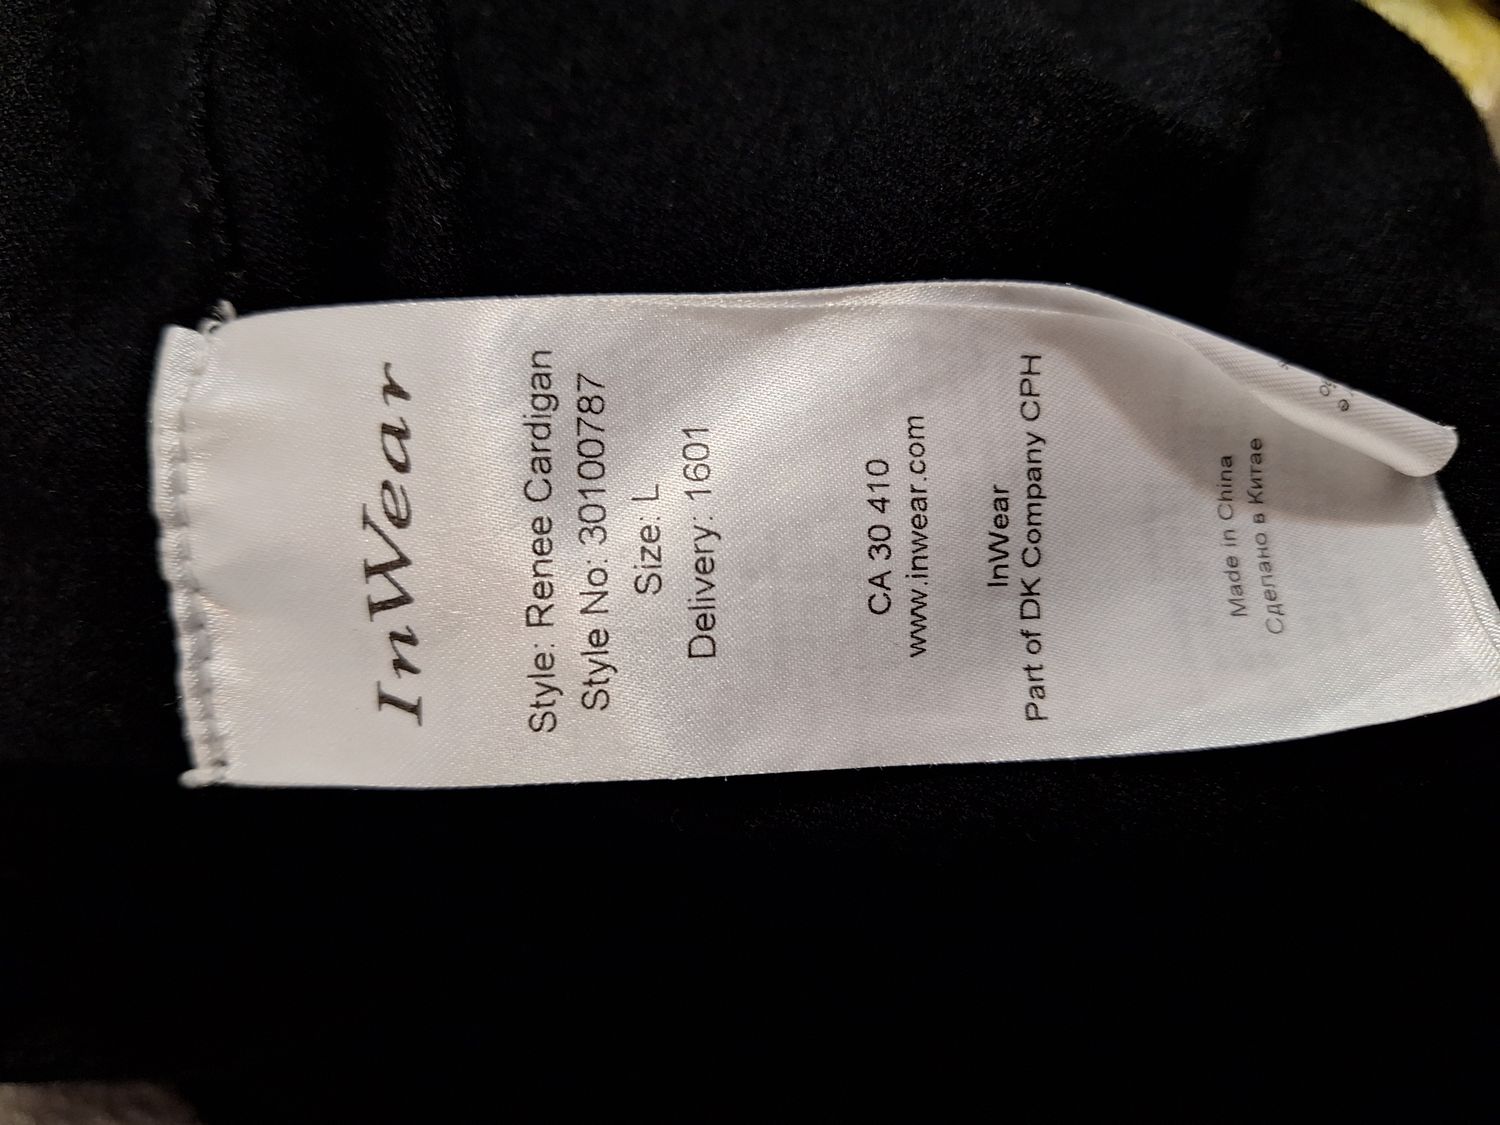 InWear
Style: Renee Cardigan
Style No: 30100787
Size: L
Delivery: 1601
CA 30 410
www.inwear.com
InWear
Part of DK Company CPH
Made in China
Сделано в Китае